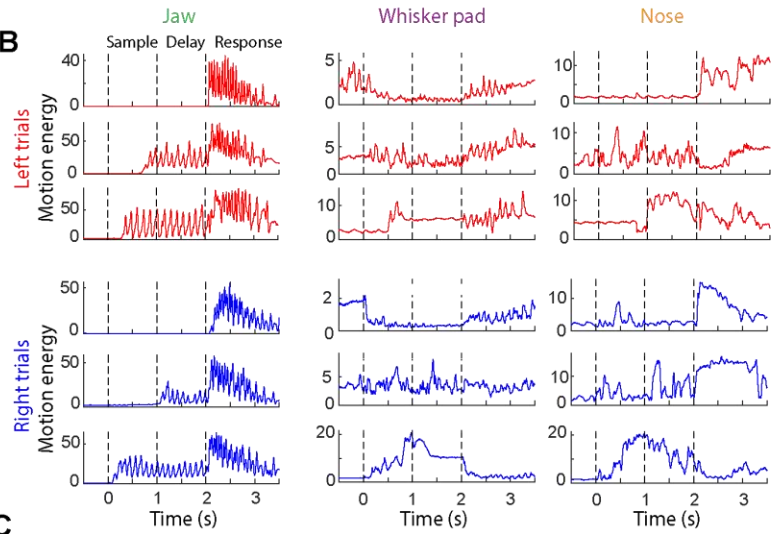 Jaw Whisker pad Nose
B
Sample Delay Response
Left trials
Motion energy
40 5 10
0 0 0
50 5 10
0 0 0
50 10 10
0 0 0
Right trials
Motion energy
50 2 10
0 0 0
50 5 10
0 0 0
50 20 20
0 0 0
0 1 2 3 0 1 2 3 0 1 2 3
Time (s) Time (s) Time (s)
C